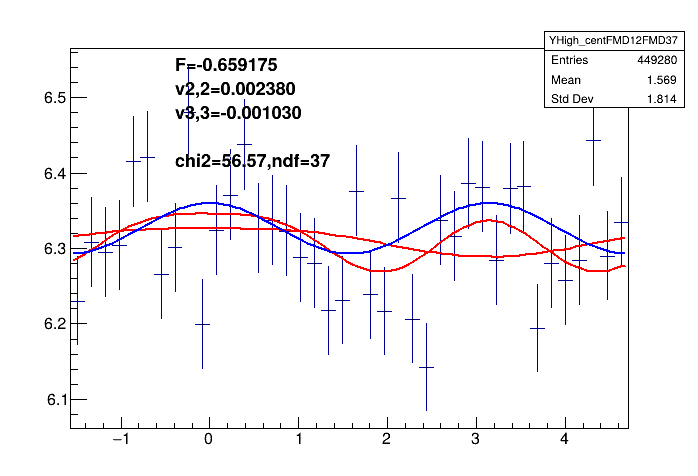 YHigh_centFMD12FMD37
Entries 449280
Mean 1.569
Std Dev 1.814
F=-0.659175
v2,2=0.002380
v3,3=-0.001030
chi2=56.57,ndf=37
6.5
6.4
6.3
6.2
6.1
−1 0 1 2 3 4